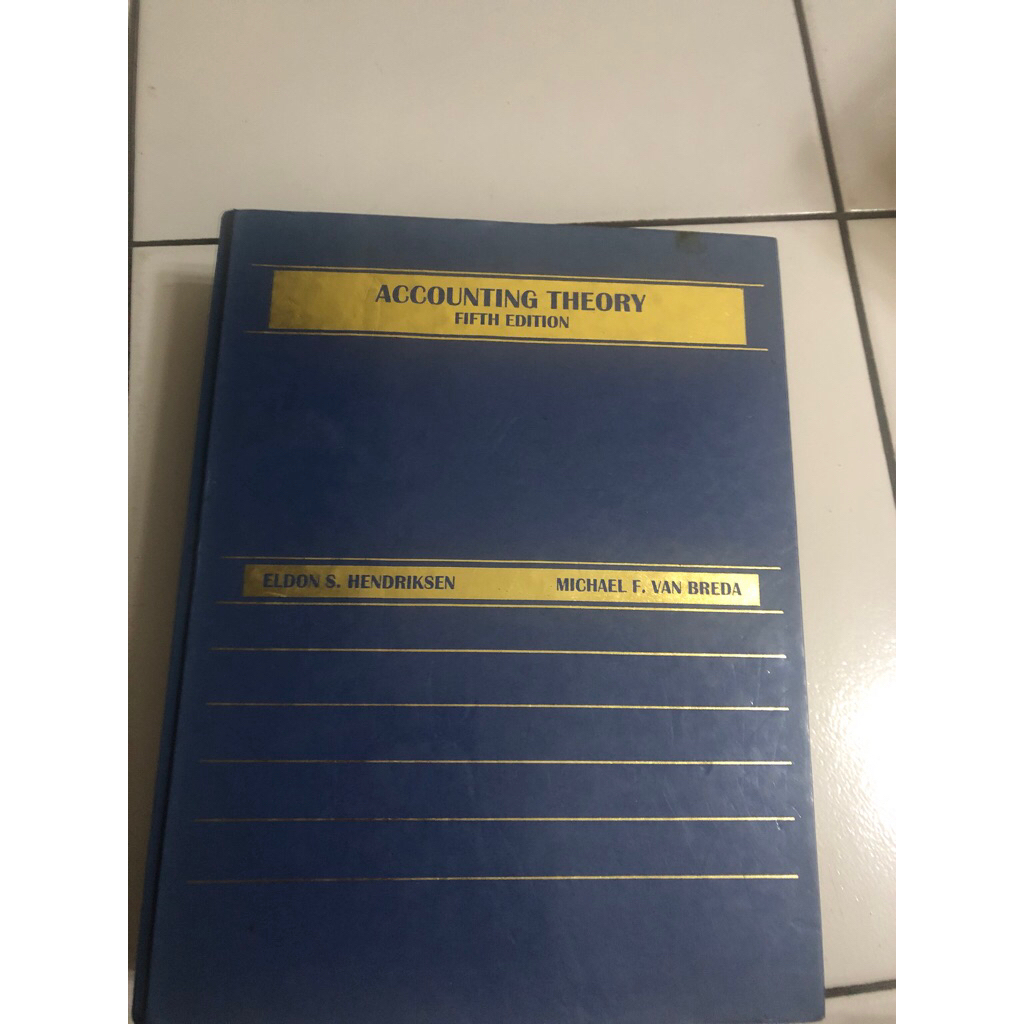 ACCOUNTING THEORY
FIFTH EDITION
ELDON S. HENDRIKSEN MICHAEL F. VAN BREDA